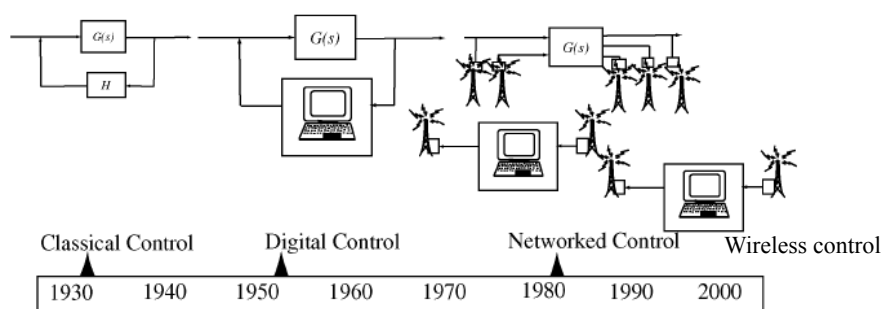 G(s)
H
G(s)
G(s)
Classical Control
Digital Control
Networked Control
Wireless control
1930 1940 1950 1960 1970 1980 1990 2000